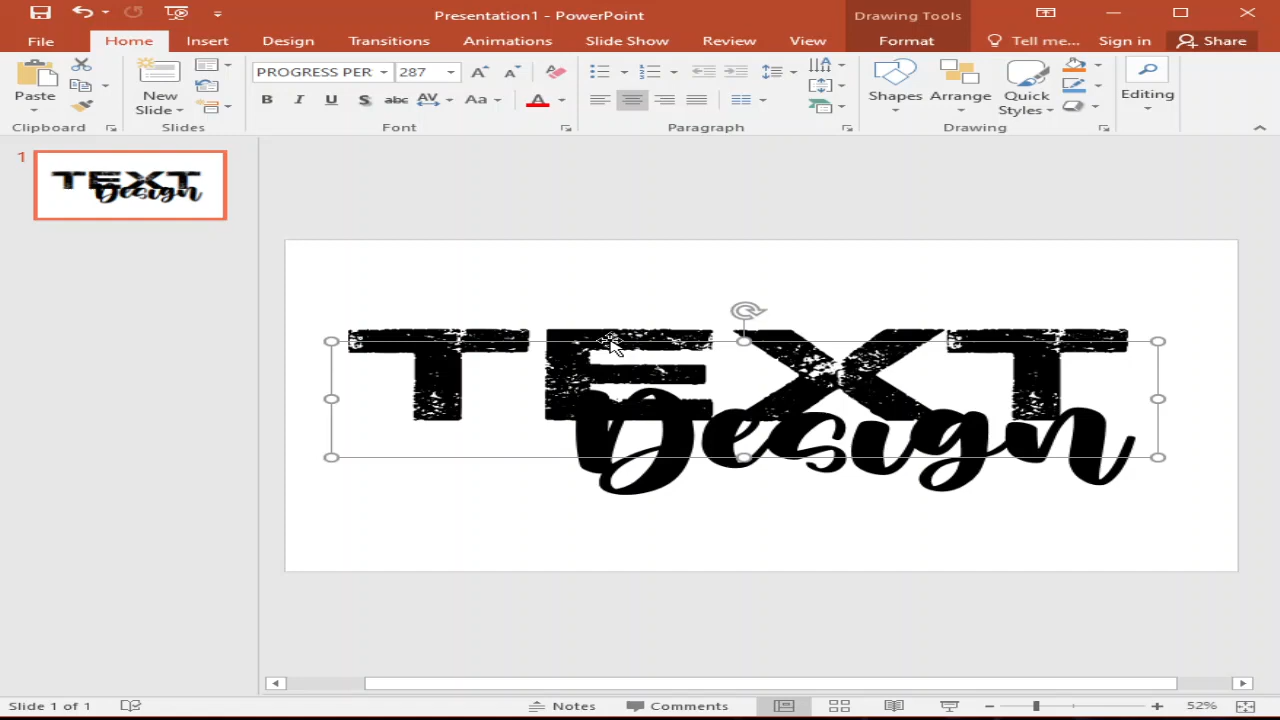 Presentation1 - PowerPoint
Drawing Tools
File Home Insert Design Transitions Animations Slide Show Review View Format Tell me... Sign in Share
PROGRESS PER 287
Paste
New
Slide
B I U S abc AV Aa A
Shapes
Arrange
Quick
Styles
Editing
Clipboard
Slides
Font
Paragraph
Drawing
1
TEXT
Design
TEXT
Design
Slide 1 of 1
Notes
Comments
52%